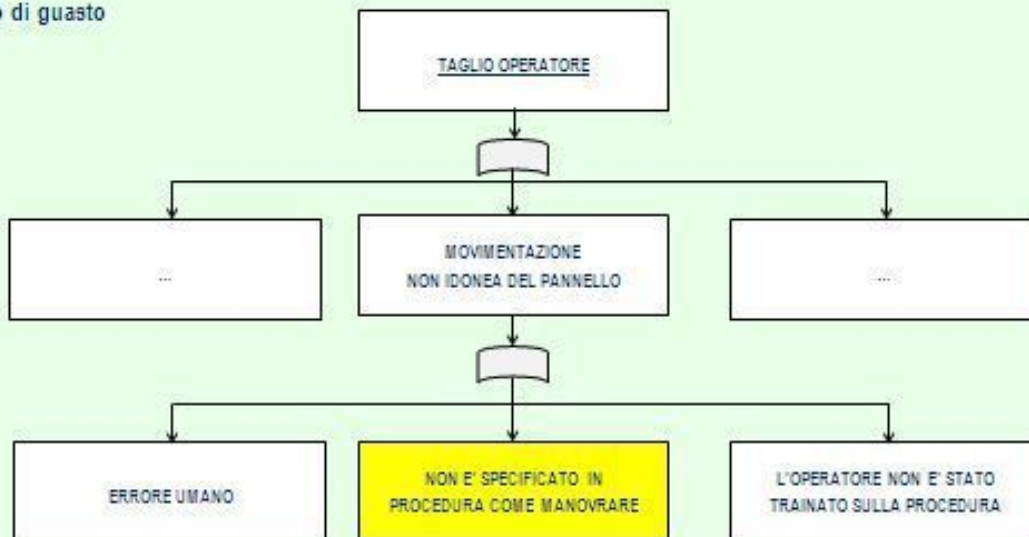 di guasto
TAGLIO OPERATORE
...
MOVIMENTAZIONE
NON IDONEA DEL PANNELLO
...
ERRORE UMANO
NON E' SPECIFICATO IN
PROCEDURA COME MANOVRARE
L'OPERATORE NON E' STATO
TRAINATO SULLA PROCEDURA